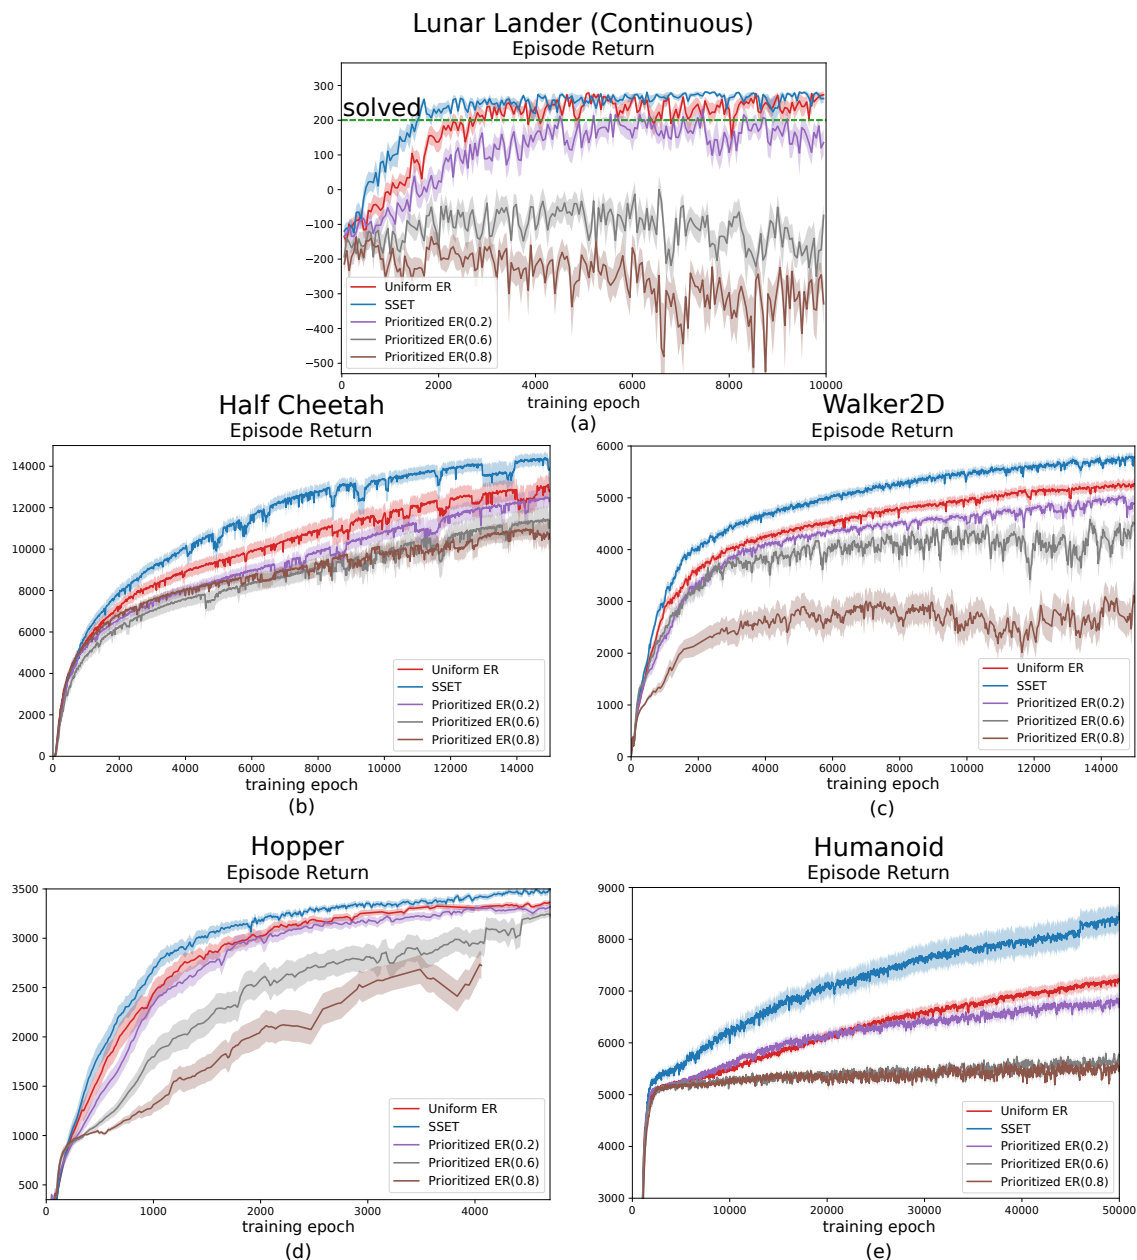 Lunar Lander (Continuous)
Episode Return
300
200
100
0
−100
−200
−300
−400
−500
solved
Uniform ER
SSET
Prioritized ER(0.2)
Prioritized ER(0.6)
Prioritized ER(0.8)
0 2000 4000 6000 8000 10000
training epoch
(a)
Half Cheetah
Episode Return
14000
12000
10000
8000
6000
4000
2000
0
Uniform ER
SSET
Prioritized ER(0.2)
Prioritized ER(0.6)
Prioritized ER(0.8)
0 2000 4000 6000 8000 10000 12000 14000
training epoch
(b)
Walker2D
Episode Return
6000
5000
4000
3000
2000
1000
0
Uniform ER
SSET
Prioritized ER(0.2)
Prioritized ER(0.6)
Prioritized ER(0.8)
0 2000 4000 6000 8000 10000 12000 14000
training epoch
(c)
Hopper
Episode Return
3500
3000
2500
2000
1500
1000
500
Uniform ER
SSET
Prioritized ER(0.2)
Prioritized ER(0.6)
Prioritized ER(0.8)
0 1000 2000 3000 4000
training epoch
(d)
Humanoid
Episode Return
9000
8000
7000
6000
5000
4000
3000
Uniform ER
SSET
Prioritized ER(0.2)
Prioritized ER(0.6)
Prioritized ER(0.8)
0 10000 20000 30000 40000 50000
training epoch
(e)